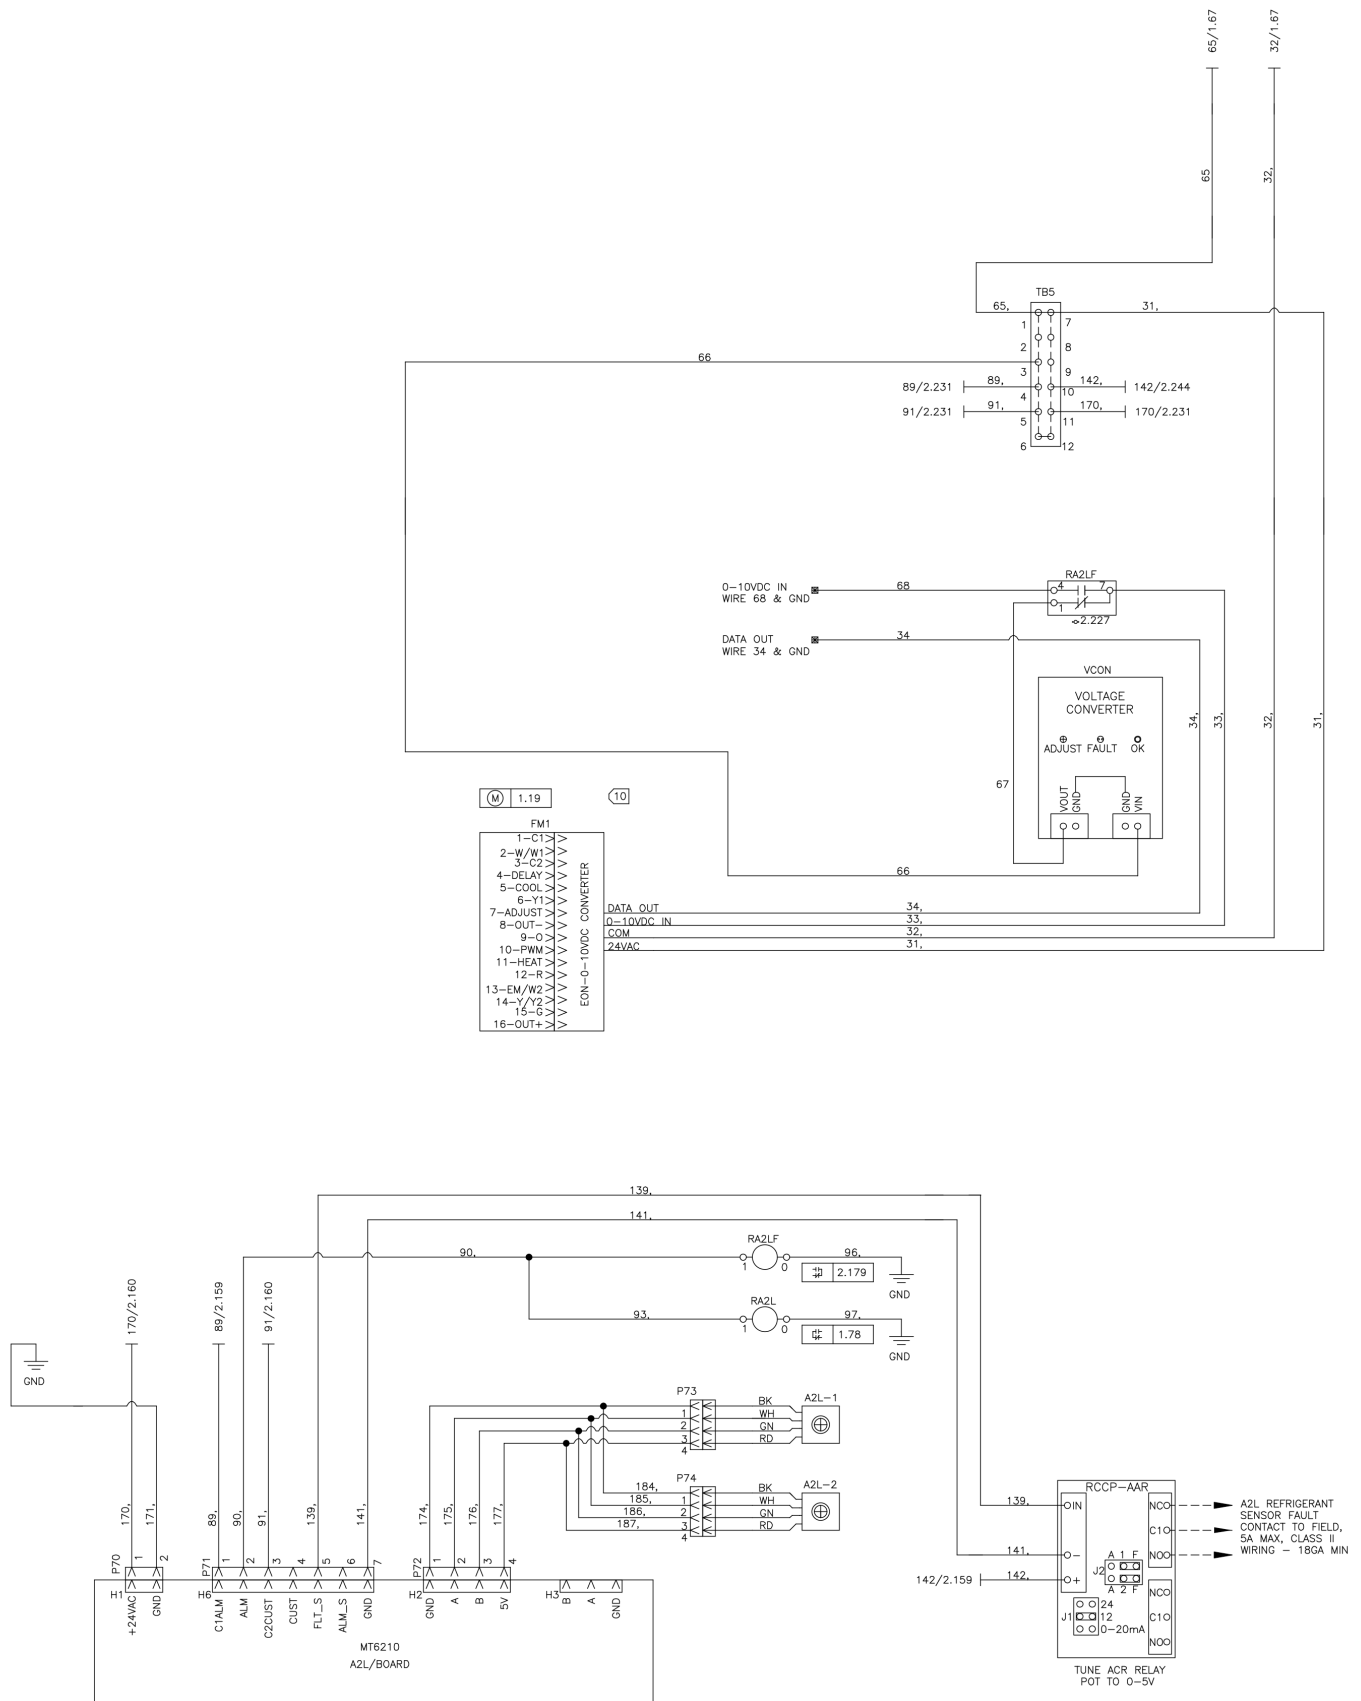 65/1.67
32/1.67
65
32,
TB5
65,
31,
1
7
2
8
66
3
9
89/2.231
89,
142,
142/2.244
4
10
91/2.231
91,
170,
170/2.231
5
11
6
12
0-10VDC IN
WIRE 68 & GND
68
RA2LF
4
7
1
2.227
DATA OUT
WIRE 34 & GND
34
VCON
VOLTAGE
CONVERTER
ADJUST
FAULT
OK
34,
33,
32,
31,
67
VOUT
GND
GND
VIN
66
M
1.19
10
FM1
1-C1
2-W/W1
3-C2
4-DELAY
5-COOL
6-Y1
7-ADJUST
8-OUT-
9-O
10-PWM
11-HEAT
12-R
13-EM/W2
14-Y/Y2
15-G
16-OUT+
EON-0-10VDC CONVERTER
DATA OUT
34,
0-10VDC IN
33,
COM
32,
24VAC
31,
139,
141,
90,
RA2LF
1
0
96,
2.179
GND
93,
RA2L
1
0
97,
1.78
GND
170/2.160
89/2.159
91/2.160
GND
P73
1
2
3
4
BK
WH
GN
RD
A2L-1
P74
184,
185,
186,
187,
1
2
3
4
BK
WH
GN
RD
A2L-2
170,
171,
89,
90,
91,
139,
141,
174,
175,
176,
177,
P70
1
2
P71
1
2
3
4
5
6
7
P72
1
2
3
4
H1
+24VAC
GND
H6
C1ALM
ALM
C2CUST
CUST
FLT_S
ALM_S
GND
H2
GND
A
B
5V
H3
B
A
GND
MT6210
A2L/BOARD
RCCP-AAR
139,
IN
141,
-
142/2.159
142,
+
NC
C1
NO
J2
A 1 F
A 2 F
J1
24
12
0-20mA
NC
C1
NO
TUNE ACR RELAY
POT TO 0-5V
A2L REFRIGERANT
SENSOR FAULT
CONTACT TO FIELD,
5A MAX, CLASS II
WIRING - 18GA MIN